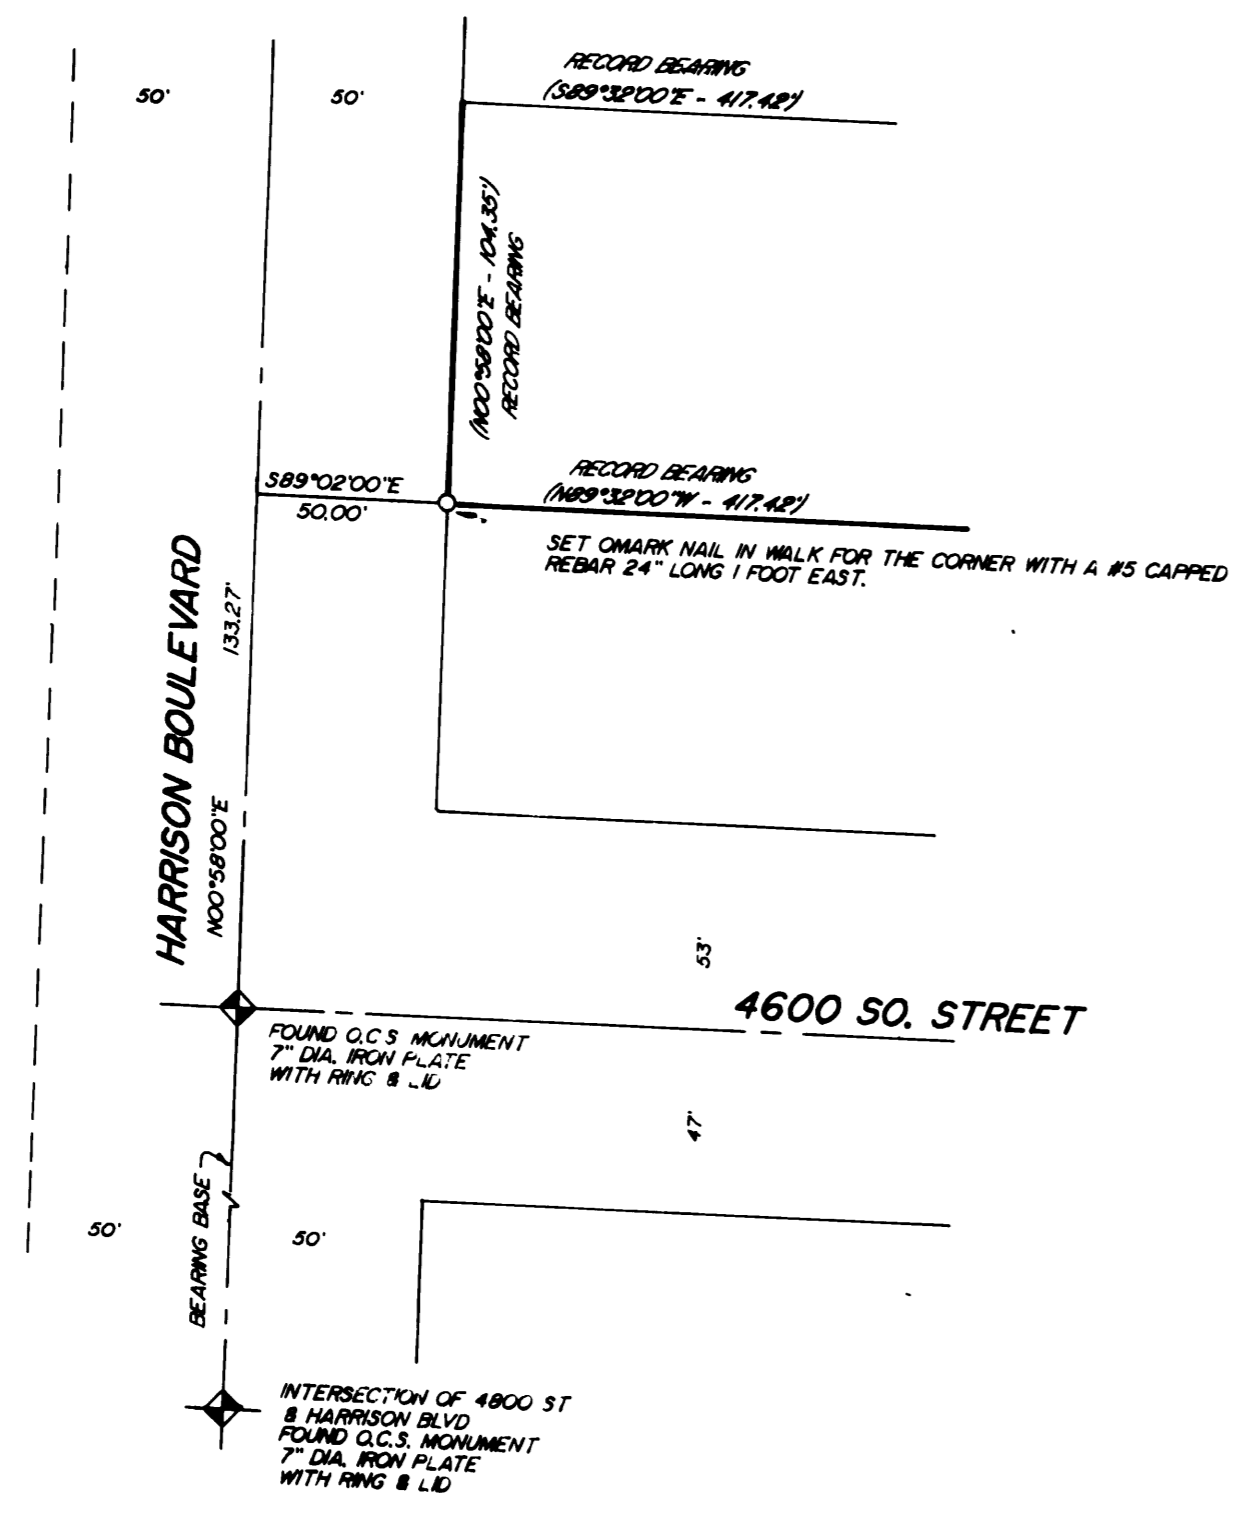 50'
50'
RECORD BEARING
(S89°32'00"E - 417.42')
(N00°58'00"E - 104.35')
RECORD BEARING
S89°02'00"E
50.00'
RECORD BEARING
(N89°32'00"W - 417.42')
SET OMARK NAIL IN WALK FOR THE CORNER WITH A #5 CAPPED
REBAR 24" LONG 1 FOOT EAST.
HARRISON BOULEVARD
133.27'
N00°58'00"E
53'
4600 SO. STREET
FOUND O.C.S MONUMENT
7" DIA. IRON PLATE
WITH RING & LID
47'
BEARING BASE
50'
50'
INTERSECTION OF 4800 ST
& HARRISON BLVD
FOUND O.C.S. MONUMENT
7" DIA. IRON PLATE
WITH RING & LID